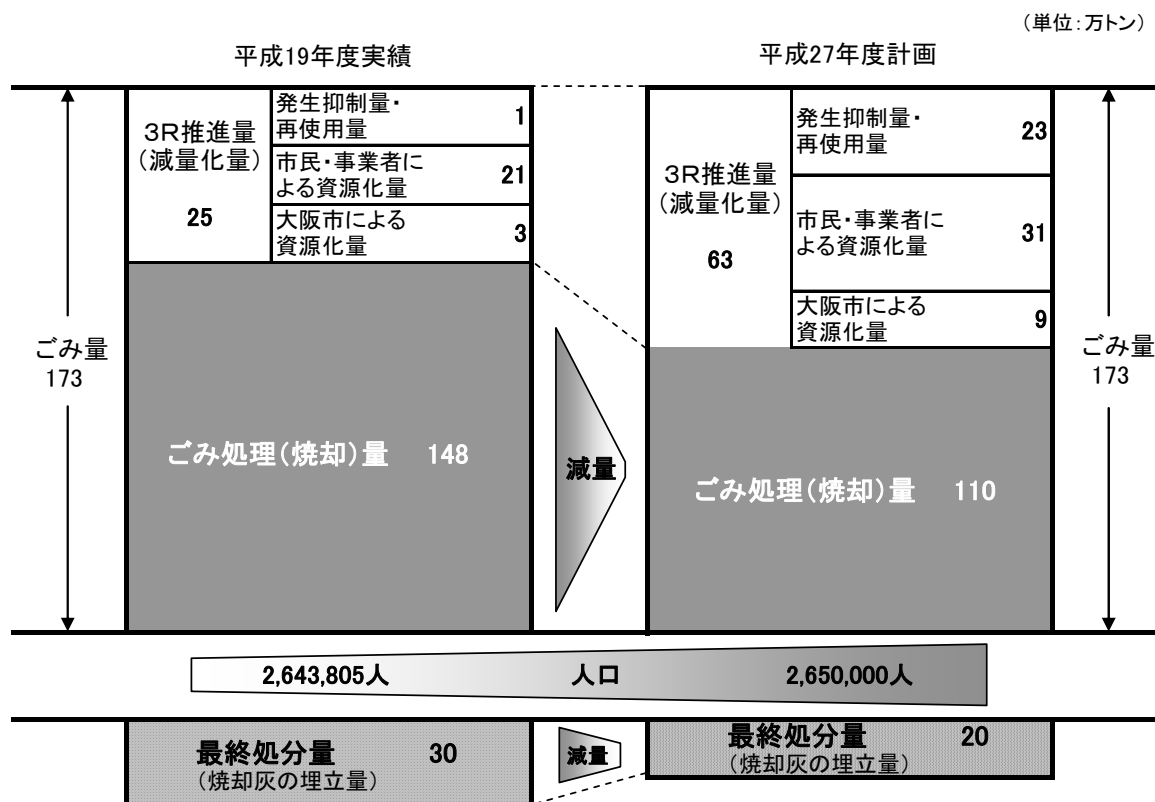 (単位:万トン)
平成19年度実績
平成27年度計画
3R推進量
(減量化量)
25
発生抑制量・
再使用量
1
市民・事業者に
よる資源化量
21
大阪市による
資源化量
3
ごみ量
173
ごみ処理(焼却)量 148
減量
3R推進量
(減量化量)
63
発生抑制量・
再使用量
23
市民・事業者に
よる資源化量
31
大阪市による
資源化量
9
ごみ処理(焼却)量 110
ごみ量
173
2,643,805人 人口 2,650,000人
最終処分量 30
(焼却灰の埋立量)
減量
最終処分量 20
(焼却灰の埋立量)